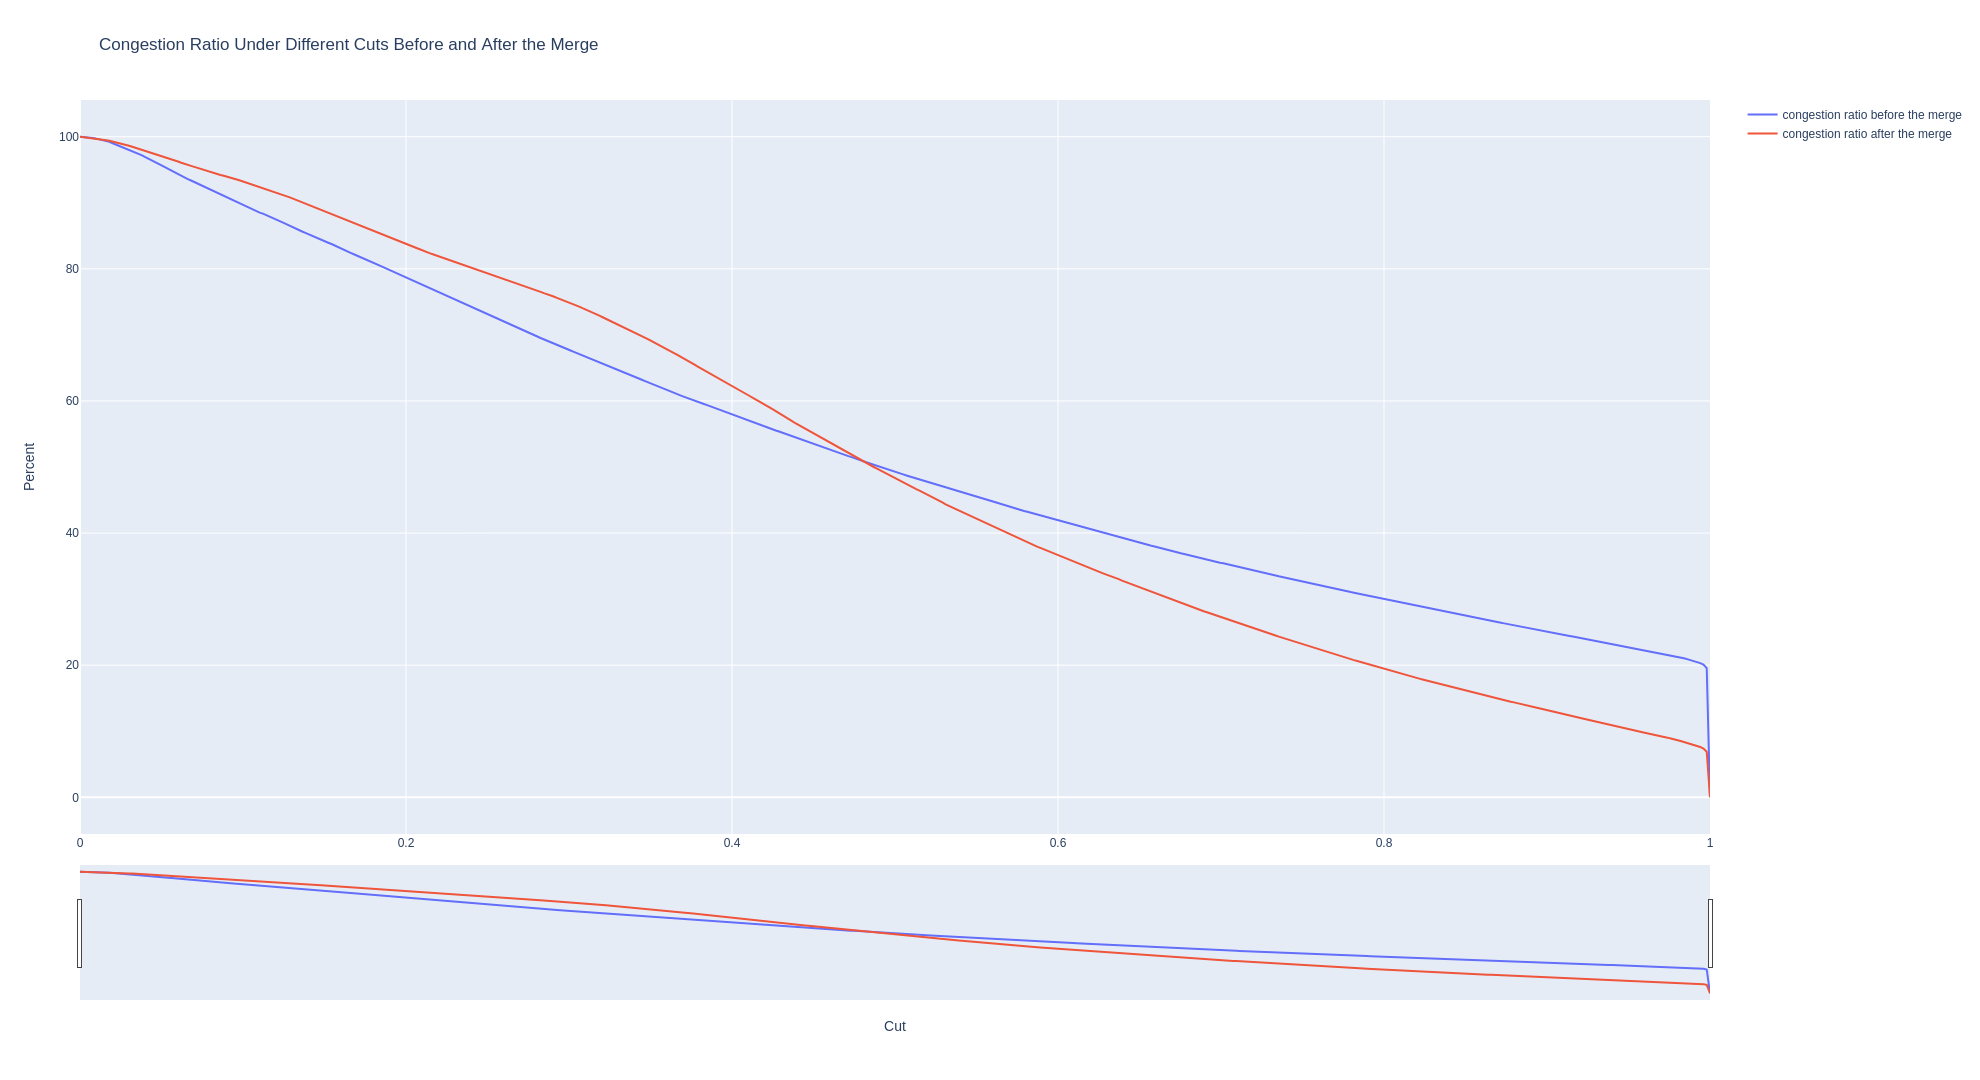 Congestion Ratio Under Different Cuts Before and After the Merge
congestion ratio before the merge
congestion ratio after the merge
100
80
60
40
20
0
Percent
0 0.2 0.4 0.6 0.8 1
Cut